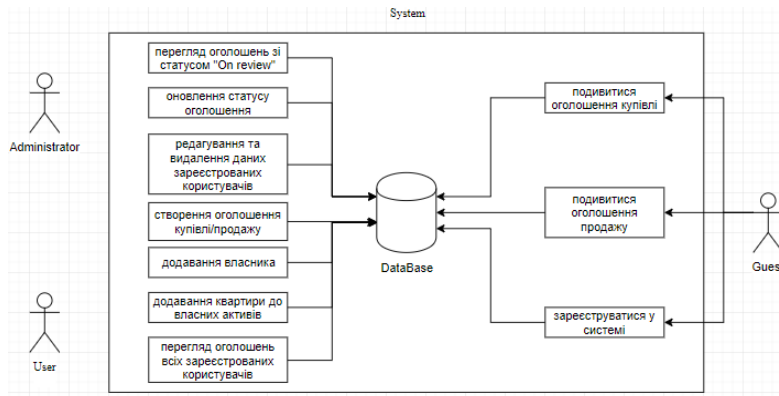 System
перегляд оголошень зі
статусом "On review"
оновлення статусу
оголошення
редагування та
видалення даних
зареєстрованих
користувачів
створення оголошення
купівлі/продажу
додавання власника
додавання квартири до
власних активів
перегляд оголошень
всіх зареєстрованих
користувачів
Administrator
User
DataBase
подивитися
оголошення купівлі
подивитися
оголошення
продажу
зареєструватися у
системі
Gues